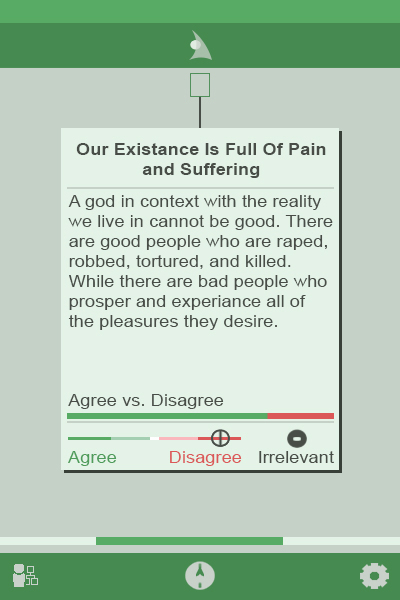 Our Existance Is Full Of Pain
and Suffering
A god in context with the reality
we live in cannot be good. There
are good people who are raped,
robbed, tortured, and killed.
While there are bad people who
prosper and experiance all of
the pleasures they desire.
Agree vs. Disagree
Agree Disagree Irrelevant